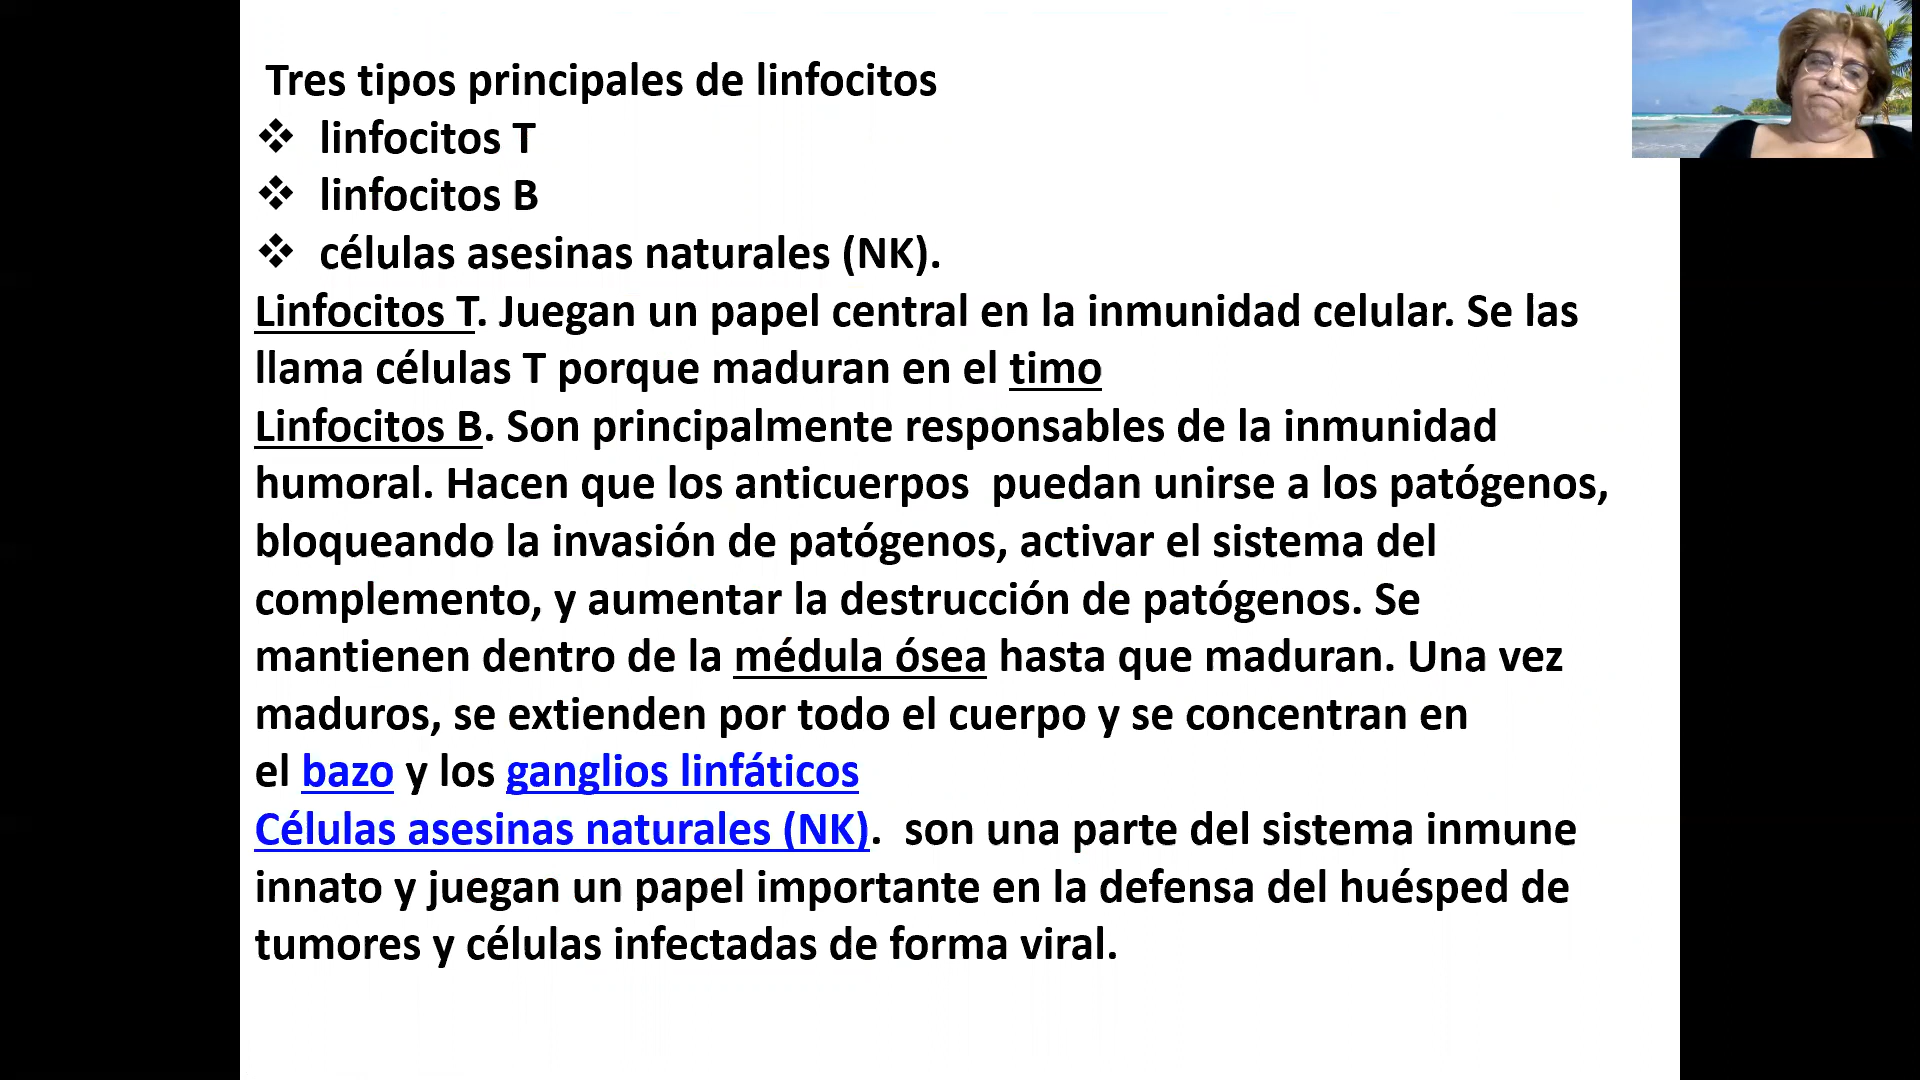 Tres tipos principales de linfocitos
❖ linfocitos T
❖ linfocitos B
❖ células asesinas naturales (NK).
Linfocitos T. Juegan un papel central en la inmunidad celular. Se las
llama células T porque maduran en el timo
Linfocitos B. Son principalmente responsables de la inmunidad
humoral. Hacen que los anticuerpos  puedan unirse a los patógenos,
bloqueando la invasión de patógenos, activar el sistema del
complemento, y aumentar la destrucción de patógenos. Se
mantienen dentro de la médula ósea hasta que maduran. Una vez
maduros, se extienden por todo el cuerpo y se concentran en
el bazo y los ganglios linfáticos
Células asesinas naturales (NK).  son una parte del sistema inmune
innato y juegan un papel importante en la defensa del huésped de
tumores y células infectadas de forma viral.